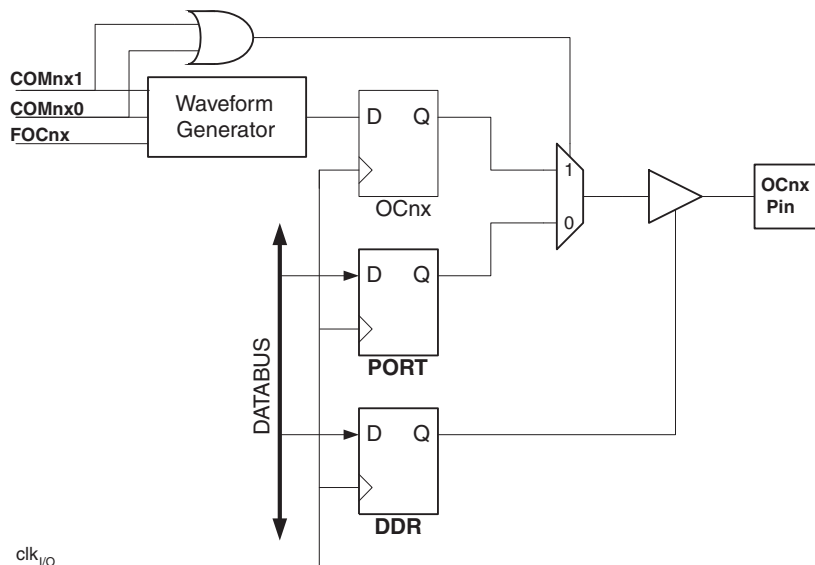 COMnx1
COMnx0
FOCnx
Waveform
Generator
D Q
OCnx
1
0
OCnx
Pin
D Q
PORT
DATABUS
D Q
DDR
clkI/O